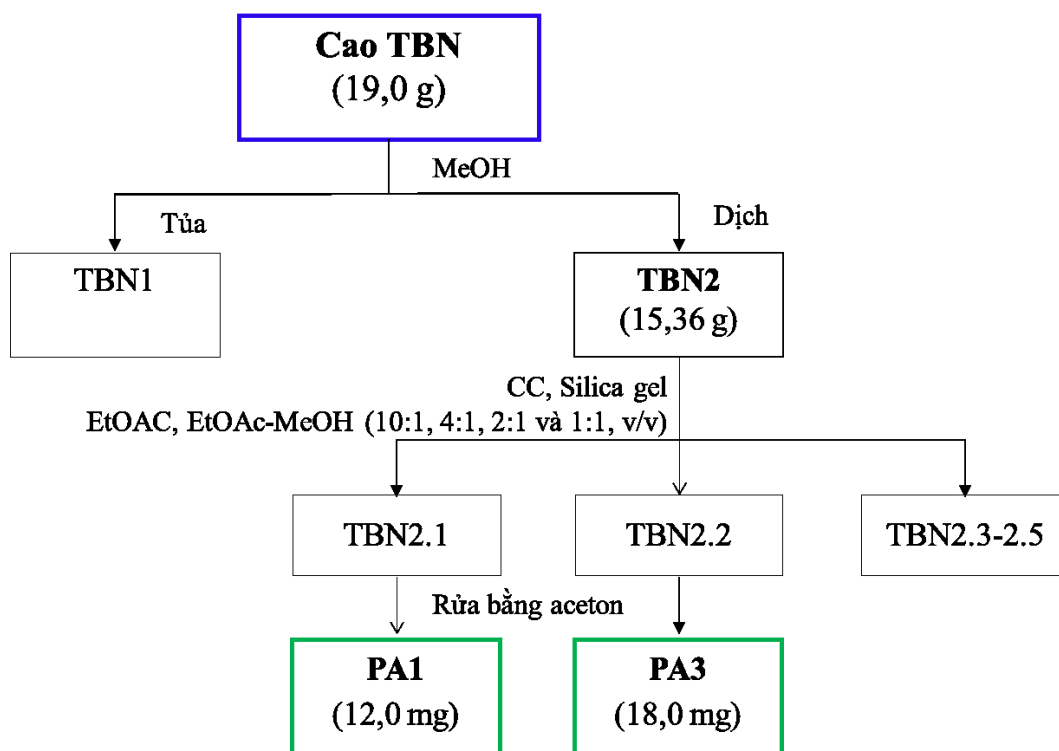 Cao TBN
(19,0 g)
MeOH
Tủa
Dịch
TBN1
TBN2
(15,36 g)
CC, Silica gel
EtOAC, EtOAc-MeOH (10:1, 4:1, 2:1 và 1:1, v/v)
TBN2.1
TBN2.2
TBN2.3-2.5
Rửa bằng aceton
PA1
(12,0 mg)
PA3
(18,0 mg)